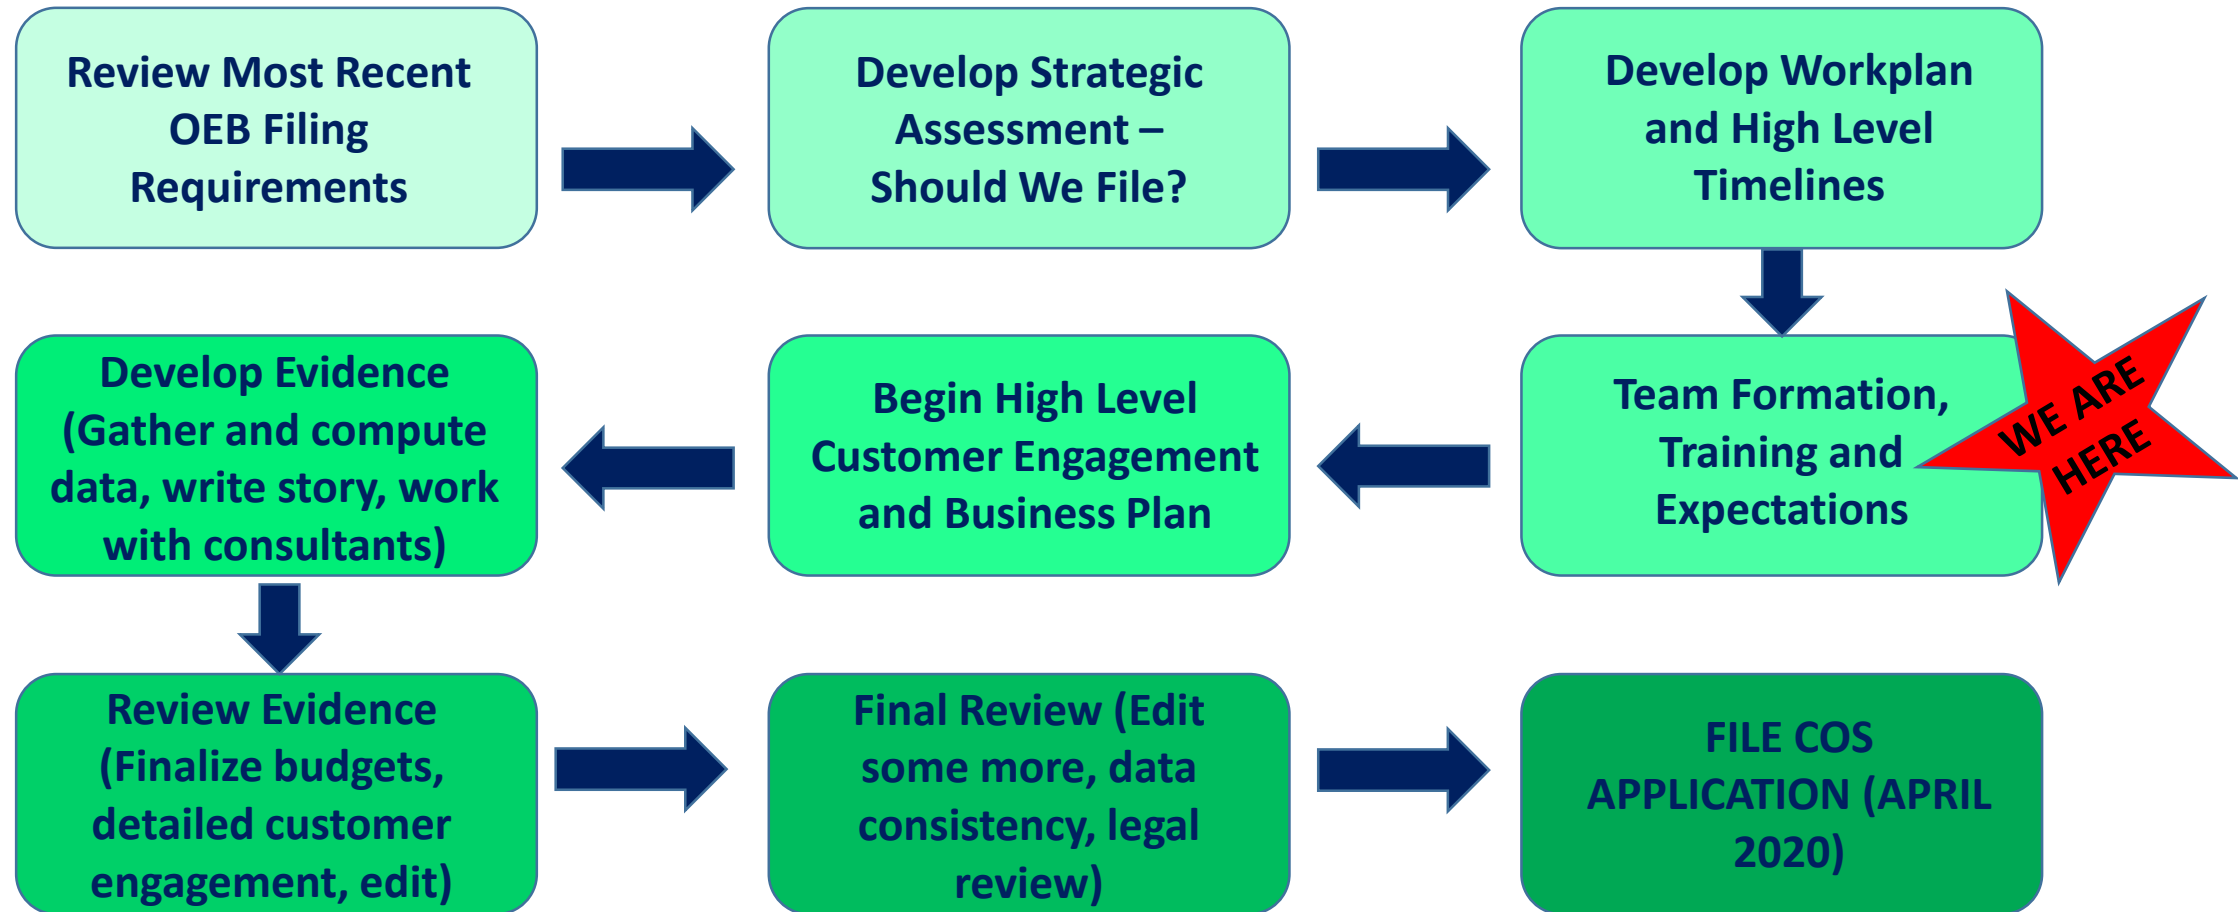 Review Most Recent
OEB Filing
Requirements
Develop Strategic
Assessment –
Should We File?
Develop Workplan
and High Level
Timelines
Team Formation,
Training and
Expectations
WE ARE
HERE
Begin High Level
Customer Engagement
and Business Plan
Develop Evidence
(Gather and compute
data, write story, work
with consultants)
Review Evidence
(Finalize budgets,
detailed customer
engagement, edit)
Final Review (Edit
some more, data
consistency, legal
review)
FILE COS
APPLICATION (APRIL
2020)